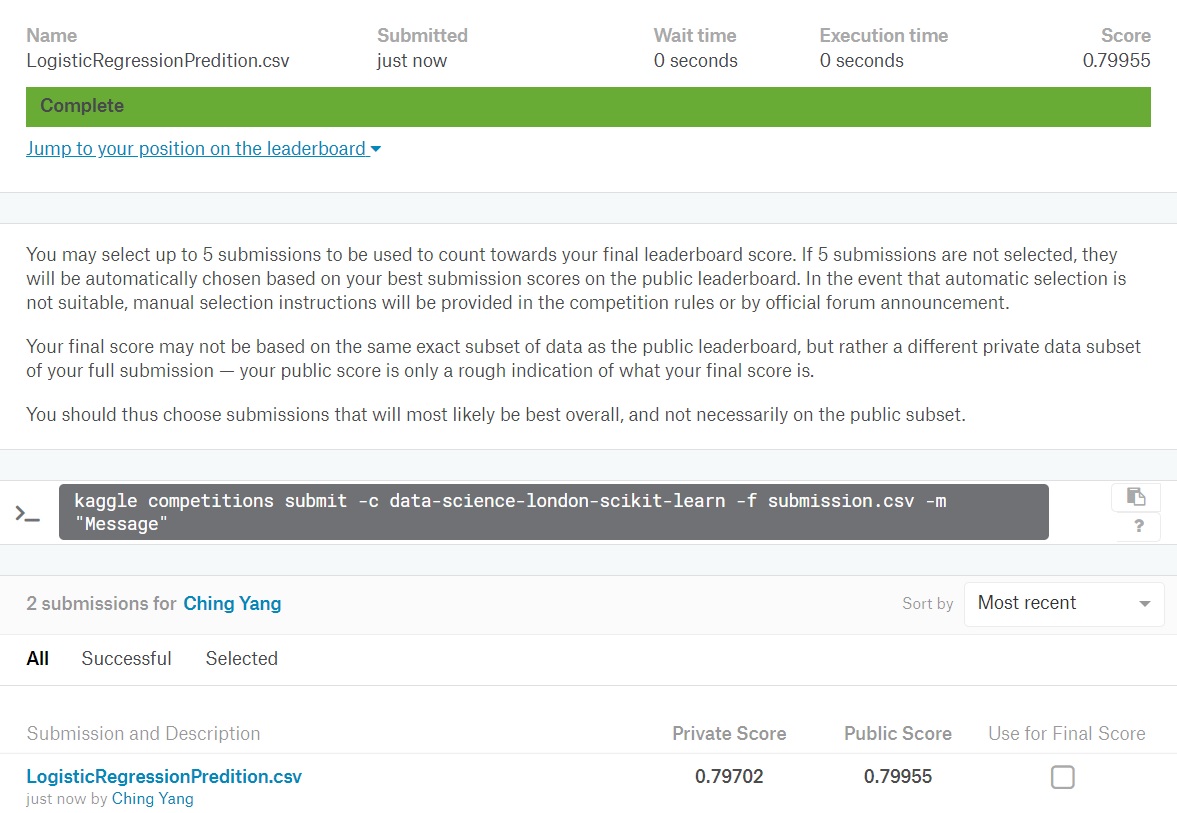 Name Submitted Wait time Execution time Score
LogisticRegressionPredition.csv just now 0 seconds 0 seconds 0.79955
Complete
Jump to your position on the leaderboard
You may select up to 5 submissions to be used to count towards your final leaderboard score. If 5 submissions are not selected, they
will be automatically chosen based on your best submission scores on the public leaderboard. In the event that automatic selection is
not suitable, manual selection instructions will be provided in the competition rules or by official forum announcement.
Your final score may not be based on the same exact subset of data as the public leaderboard, but rather a different private data subset
of your full submission — your public score is only a rough indication of what your final score is.
You should thus choose submissions that will most likely be best overall, and not necessarily on the public subset.
>_ kaggle competitions submit -c data-science-london-scikit-learn -f submission.csv -m
"Message"
?
2 submissions for Ching Yang Sort by Most recent
All Successful Selected
Submission and Description Private Score Public Score Use for Final Score
LogisticRegressionPredition.csv 0.79702 0.79955
just now by Ching Yang